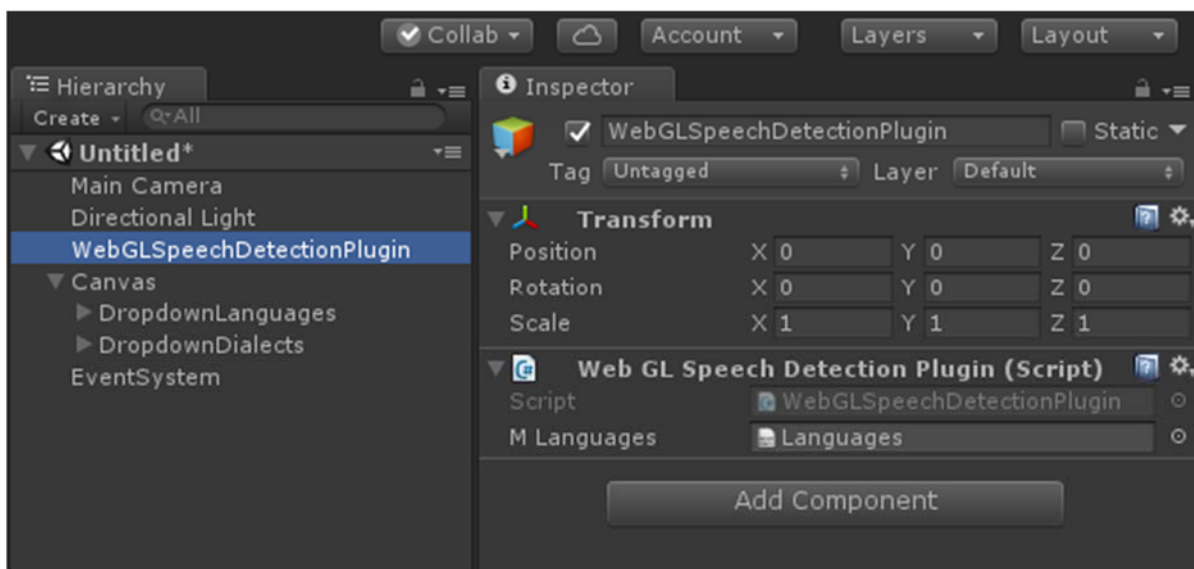 Collab Account Layers Layout
Hierarchy
Create All
Untitled*
Main Camera
Directional Light
WebGLSpeechDetectionPlugin
Canvas
DropdownLanguages
DropdownDialects
EventSystem
Inspector
WebGLSpeechDetectionPlugin Static
Tag Untagged Layer Default
Transform
Position X 0 Y 0 Z 0
Rotation X 0 Y 0 Z 0
Scale X 1 Y 1 Z 1
Web GL Speech Detection Plugin (Script)
Script WebGLSpeechDetectionPlugin
M Languages Languages
Add Component